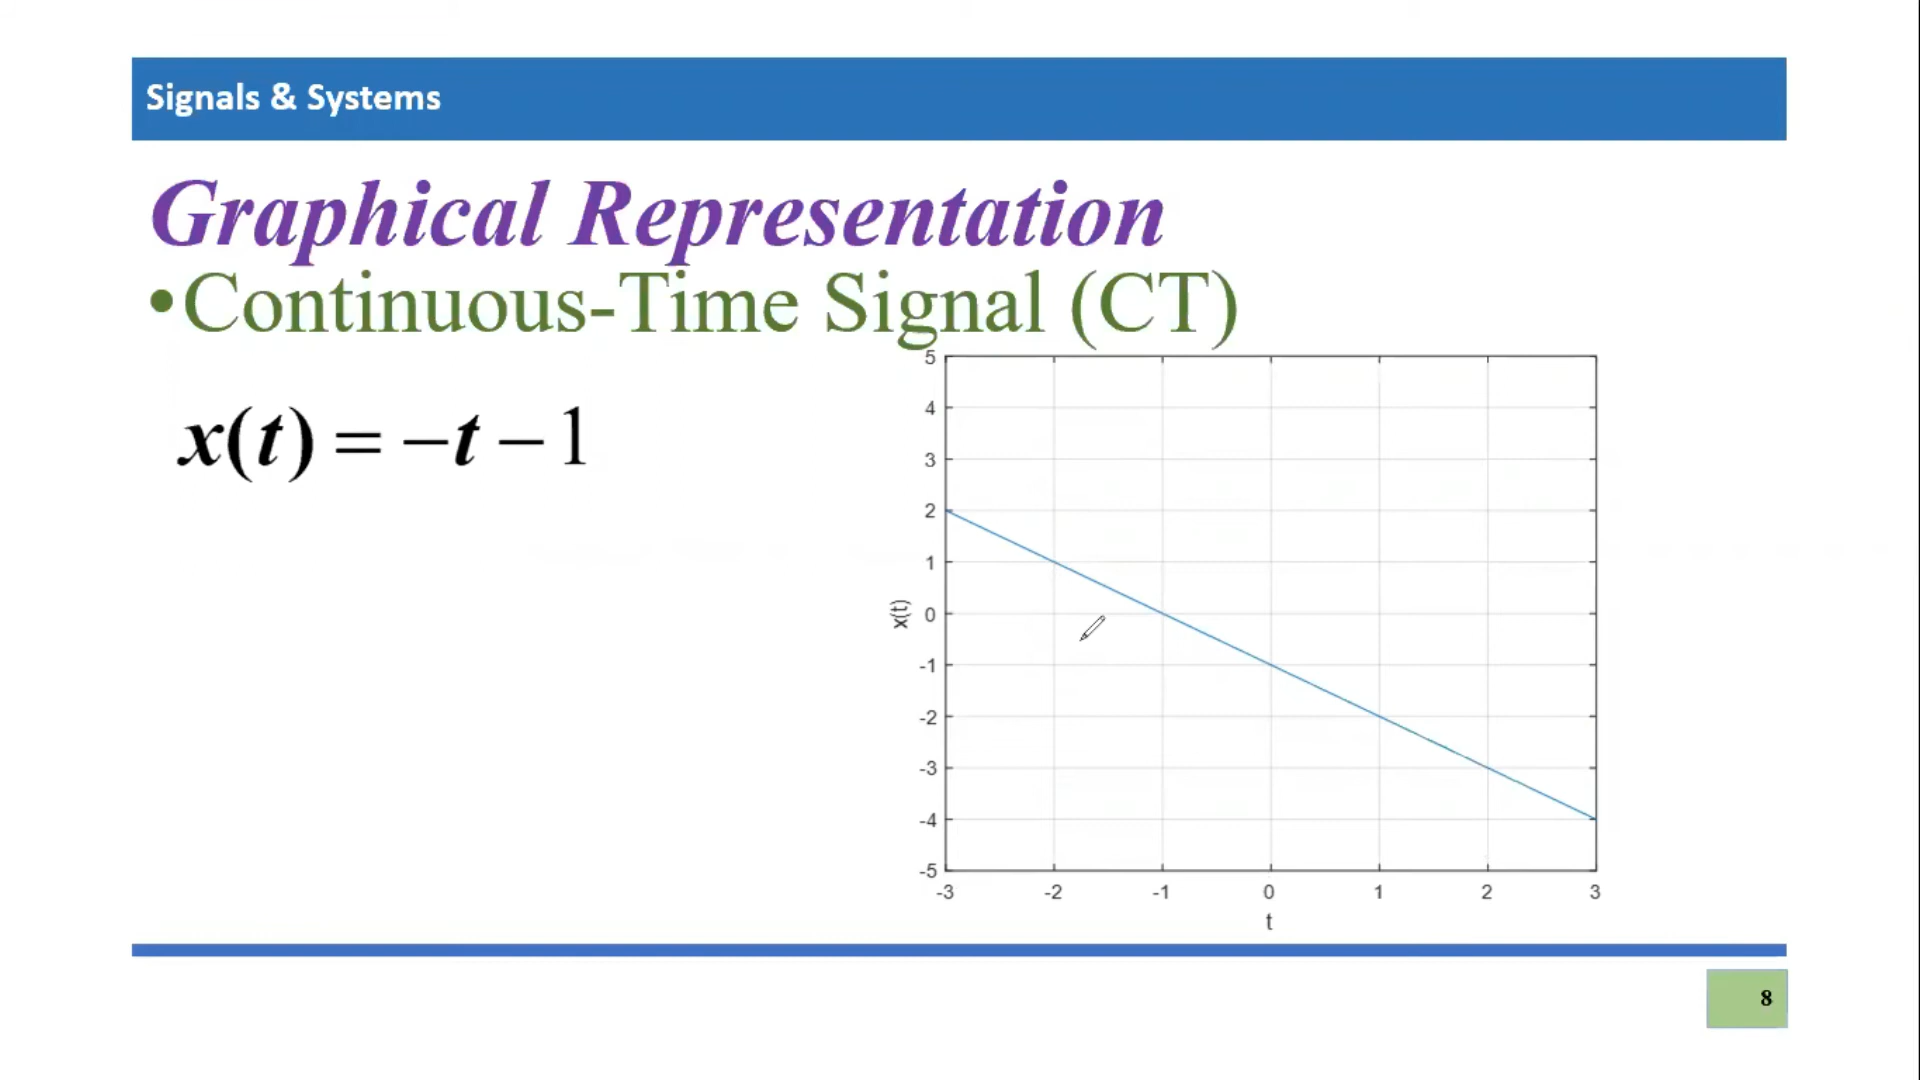 Signals & Systems
Graphical Representation
•Continuous-Time Signal (CT)
x(t) = −t − 1
5
4
3
2
1
0
-1
-2
-3
-4
-5
x(t)
-3 -2 -1 0 1 2 3
t
8